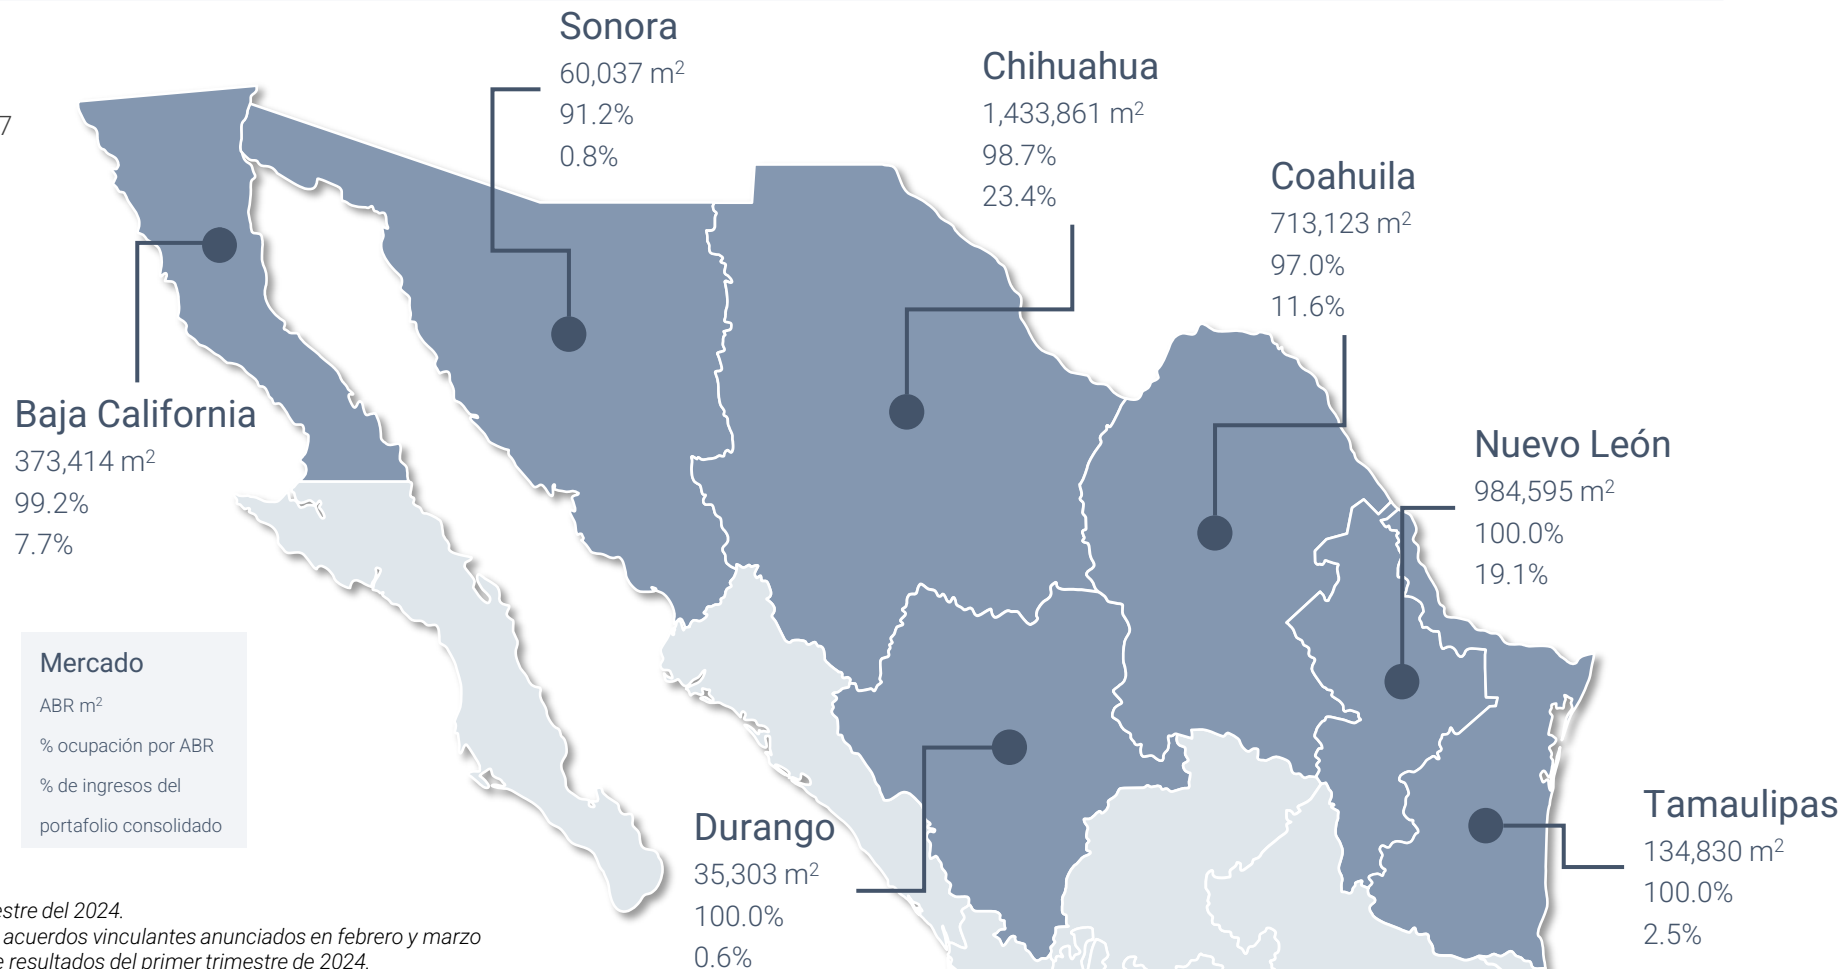 Sonora
60,037 m²
91.2%
0.8%
Chihuahua
1,433,861 m²
98.7%
23.4%
7
Coahuila
713,123 m²
97.0%
11.6%
Baja California
373,414 m²
99.2%
7.7%
Nuevo León
984,595 m²
100.0%
19.1%
Mercado
ABR m²
% ocupación por ABR
% de ingresos del
portafolio consolidado
Durango
35,303 m²
100.0%
0.6%
Tamaulipas
134,830 m²
100.0%
2.5%
estre del 2024.
acuerdos vinculantes anunciados en febrero y marzo
e resultados del primer trimestre de 2024.